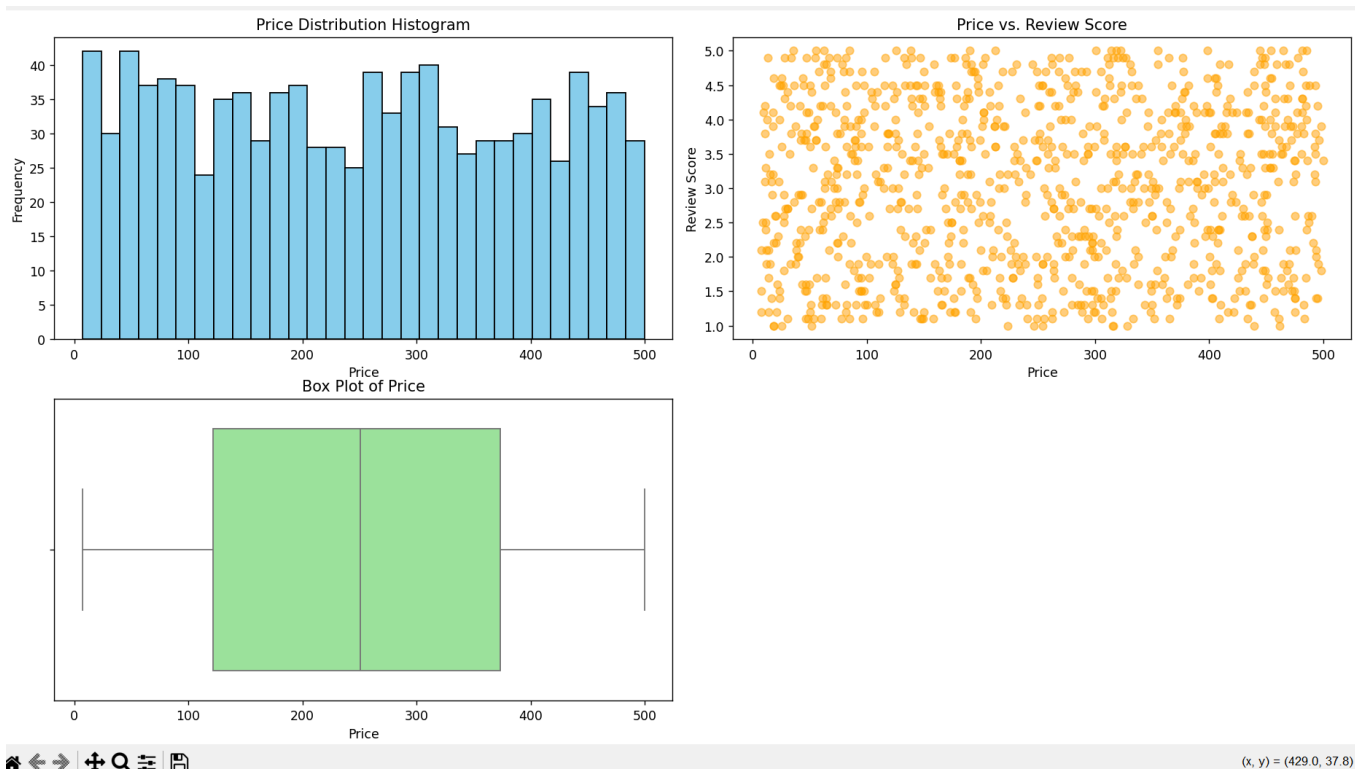 Price Distribution Histogram
Frequency
40
35
30
25
20
15
10
5
0
0 100 200 300 400 500
Price
Price vs. Review Score
Review Score
5.0
4.5
4.0
3.5
3.0
2.5
2.0
1.5
1.0
0 100 200 300 400 500
Price
Box Plot of Price
0 100 200 300 400 500
Price
(x, y) = (429.0, 37.8)